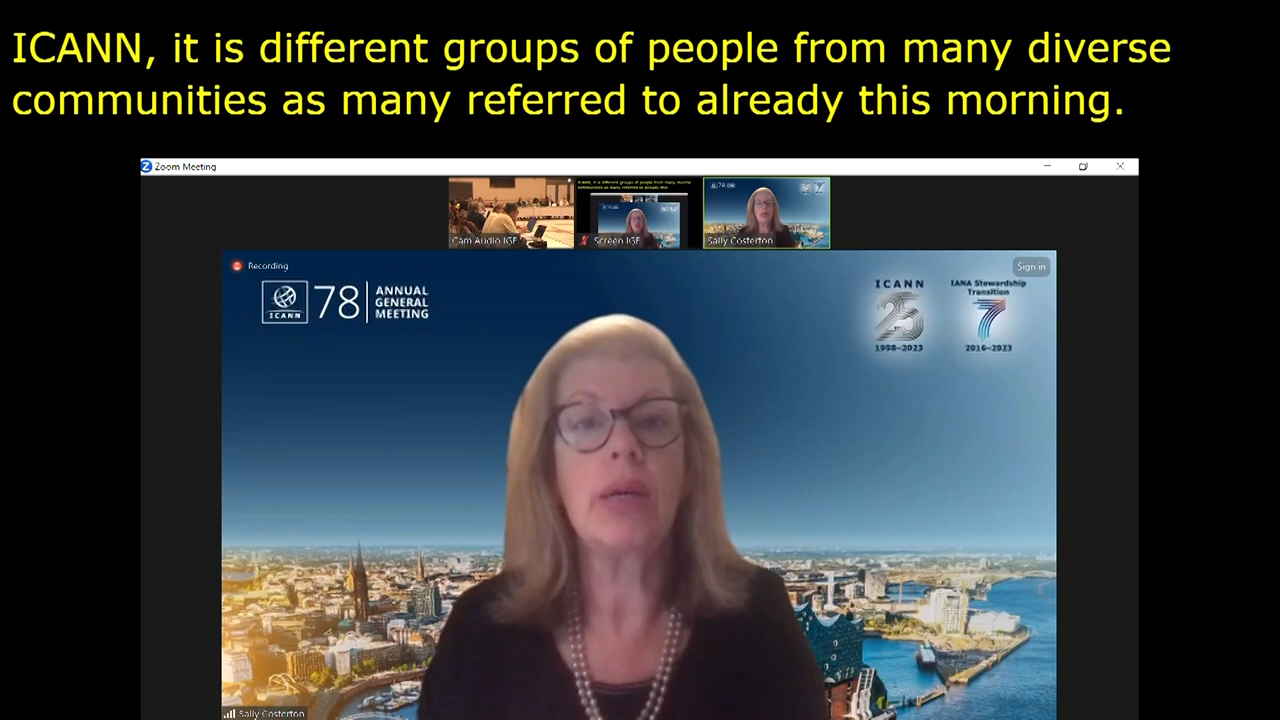 ICANN, it is different groups of people from many diverse
communities as many referred to already this morning.
Zoom Meeting
Cam Audio IGF
Screen IGF
Sally Costerton
Recording
Sign in
ICANN
78
ANNUAL
GENERAL
MEETING
ICANN
25
1998–2023
IANA Stewardship
Transition
7
2016–2023
Sally Costerton